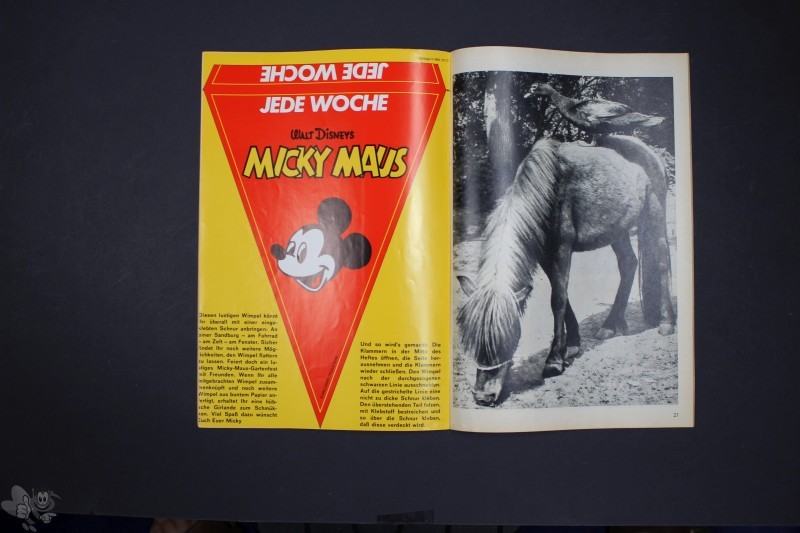 JEDE WOCHE
JEDE WOCHE
WALT DISNEYS
MICKY MAUS
Diesen lustigen Wimpel könnt
Ihr überall mit einer einge-
klebten Schnur anbringen. An
einer Sandburg – am Fahrrad
– am Zelt – am Fenster. Sicher
findet Ihr noch weitere Mög-
lichkeiten, den Wimpel flattern
zu lassen. Feiert doch ein lu-
stiges Micky-Maus-Gartenfest
mit Freunden. Wenn Ihr alle
mitgebrachten Wimpel zusam-
menknüpft und noch weitere
Wimpel aus buntem Papier an-
fertigt, erhaltet Ihr eine hüb-
sche Girlande zum Schmük-
ken. Viel Spaß dazu wünscht
Euch Euer Micky
Und so wird's gemacht: Die
Klammern in der Mitte des
Heftes öffnen, die Seite her-
ausnehmen und die Klammern
wieder schließen. Den Wimpel
nach der durchgezogenen
schwarzen Linie ausschneiden.
Auf die gestrichelte Linie eine
nicht zu dicke Schnur kleben.
Den überstehenden Teil falzen,
mit Klebstoff bestreichen und
so über die Schnur kleben,
daß diese verdeckt wird.
27